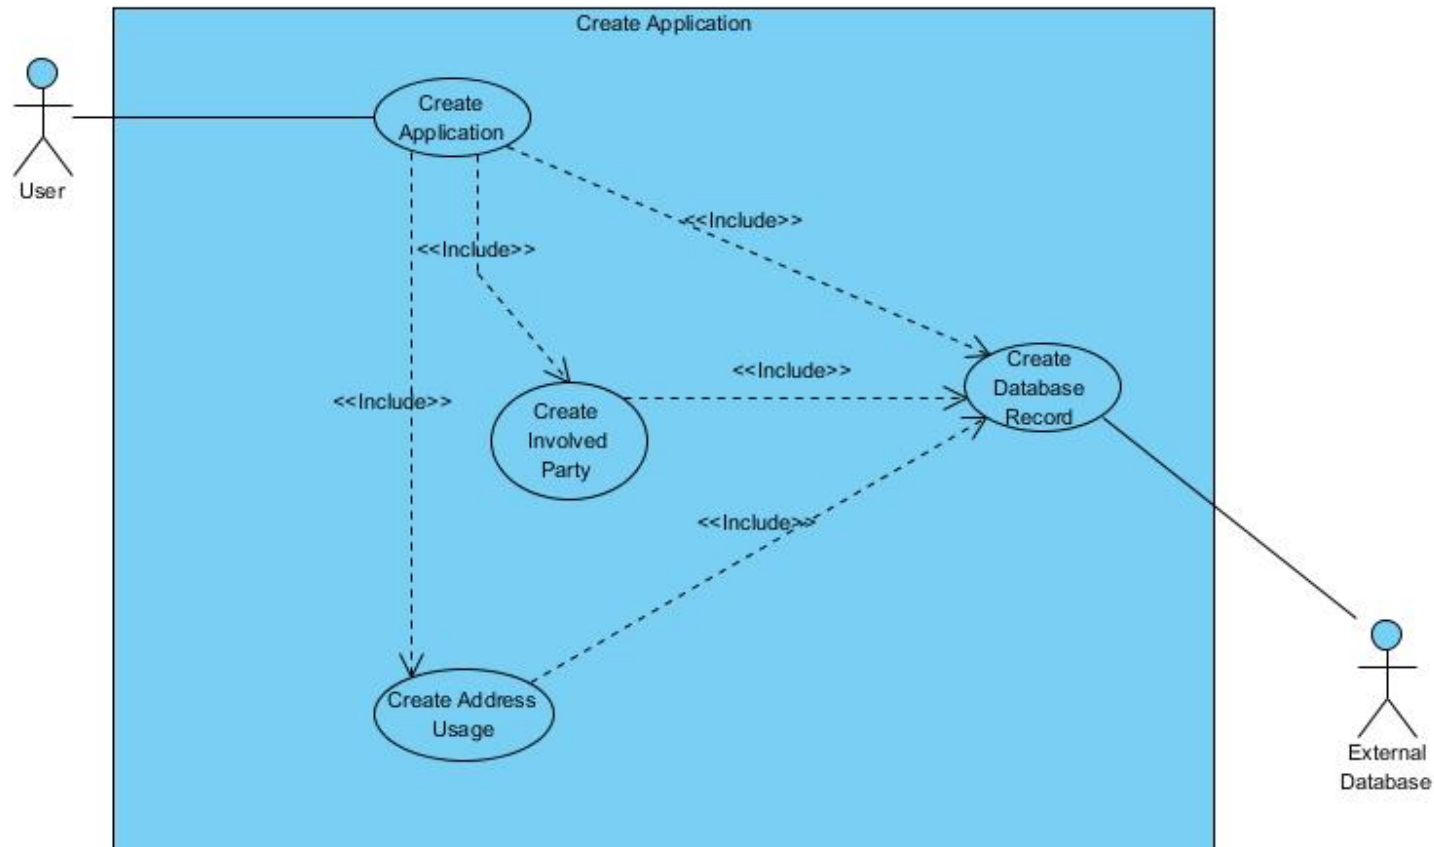 Create Application
Create
Application
User
<<Include>>
<<Include>>
<<Include>>
Create
Database
Record
<<Include>>
<<Include>>
Create
Involved
Party
<<Include>>
Create Address
Usage
External
Database